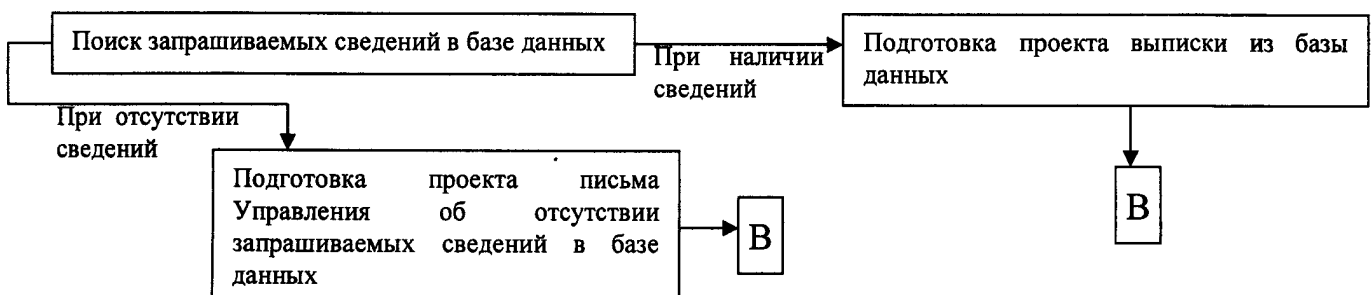 Поиск запрашиваемых сведений в базе данных
При наличии
сведений
Подготовка проекта выписки из базы
данных
При отсутствии
сведений
Подготовка проекта письма
Управления об отсутствии
запрашиваемых сведений в базе
данных
В
В